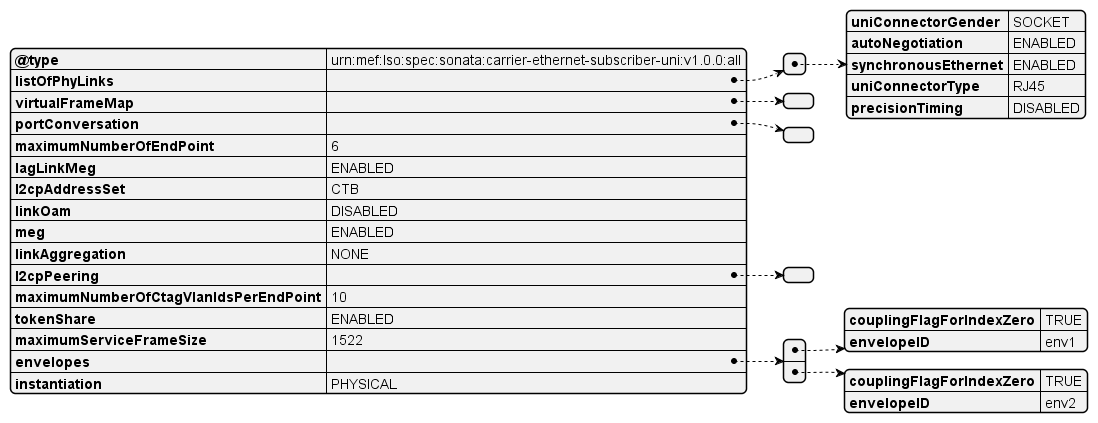 @type urn:mef:lso:spec:sonata:carrier-ethernet-subscriber-uni:v1.0.0:all
listOfPhyLinks
virtualFrameMap
portConversation
maximumNumberOfEndPoint 6
lagLinkMeg ENABLED
l2cpAddressSet CTB
linkOam DISABLED
meg ENABLED
linkAggregation NONE
l2cpPeering
maximumNumberOfCtagVlanIdsPerEndPoint 10
tokenShare ENABLED
maximumServiceFrameSize 1522
envelopes
instantiation PHYSICAL
uniConnectorGender SOCKET
autoNegotiation ENABLED
synchronousEthernet ENABLED
uniConnectorType RJ45
precisionTiming DISABLED
couplingFlagForIndexZero TRUE
envelopeID env1
couplingFlagForIndexZero TRUE
envelopeID env2